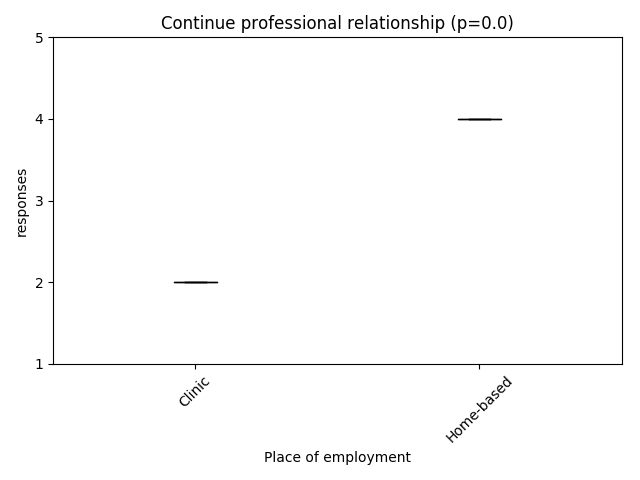 Continue professional relationship (p=0.0)
5
4
3
2
1
responses
Clinic
Home-based
Place of employment